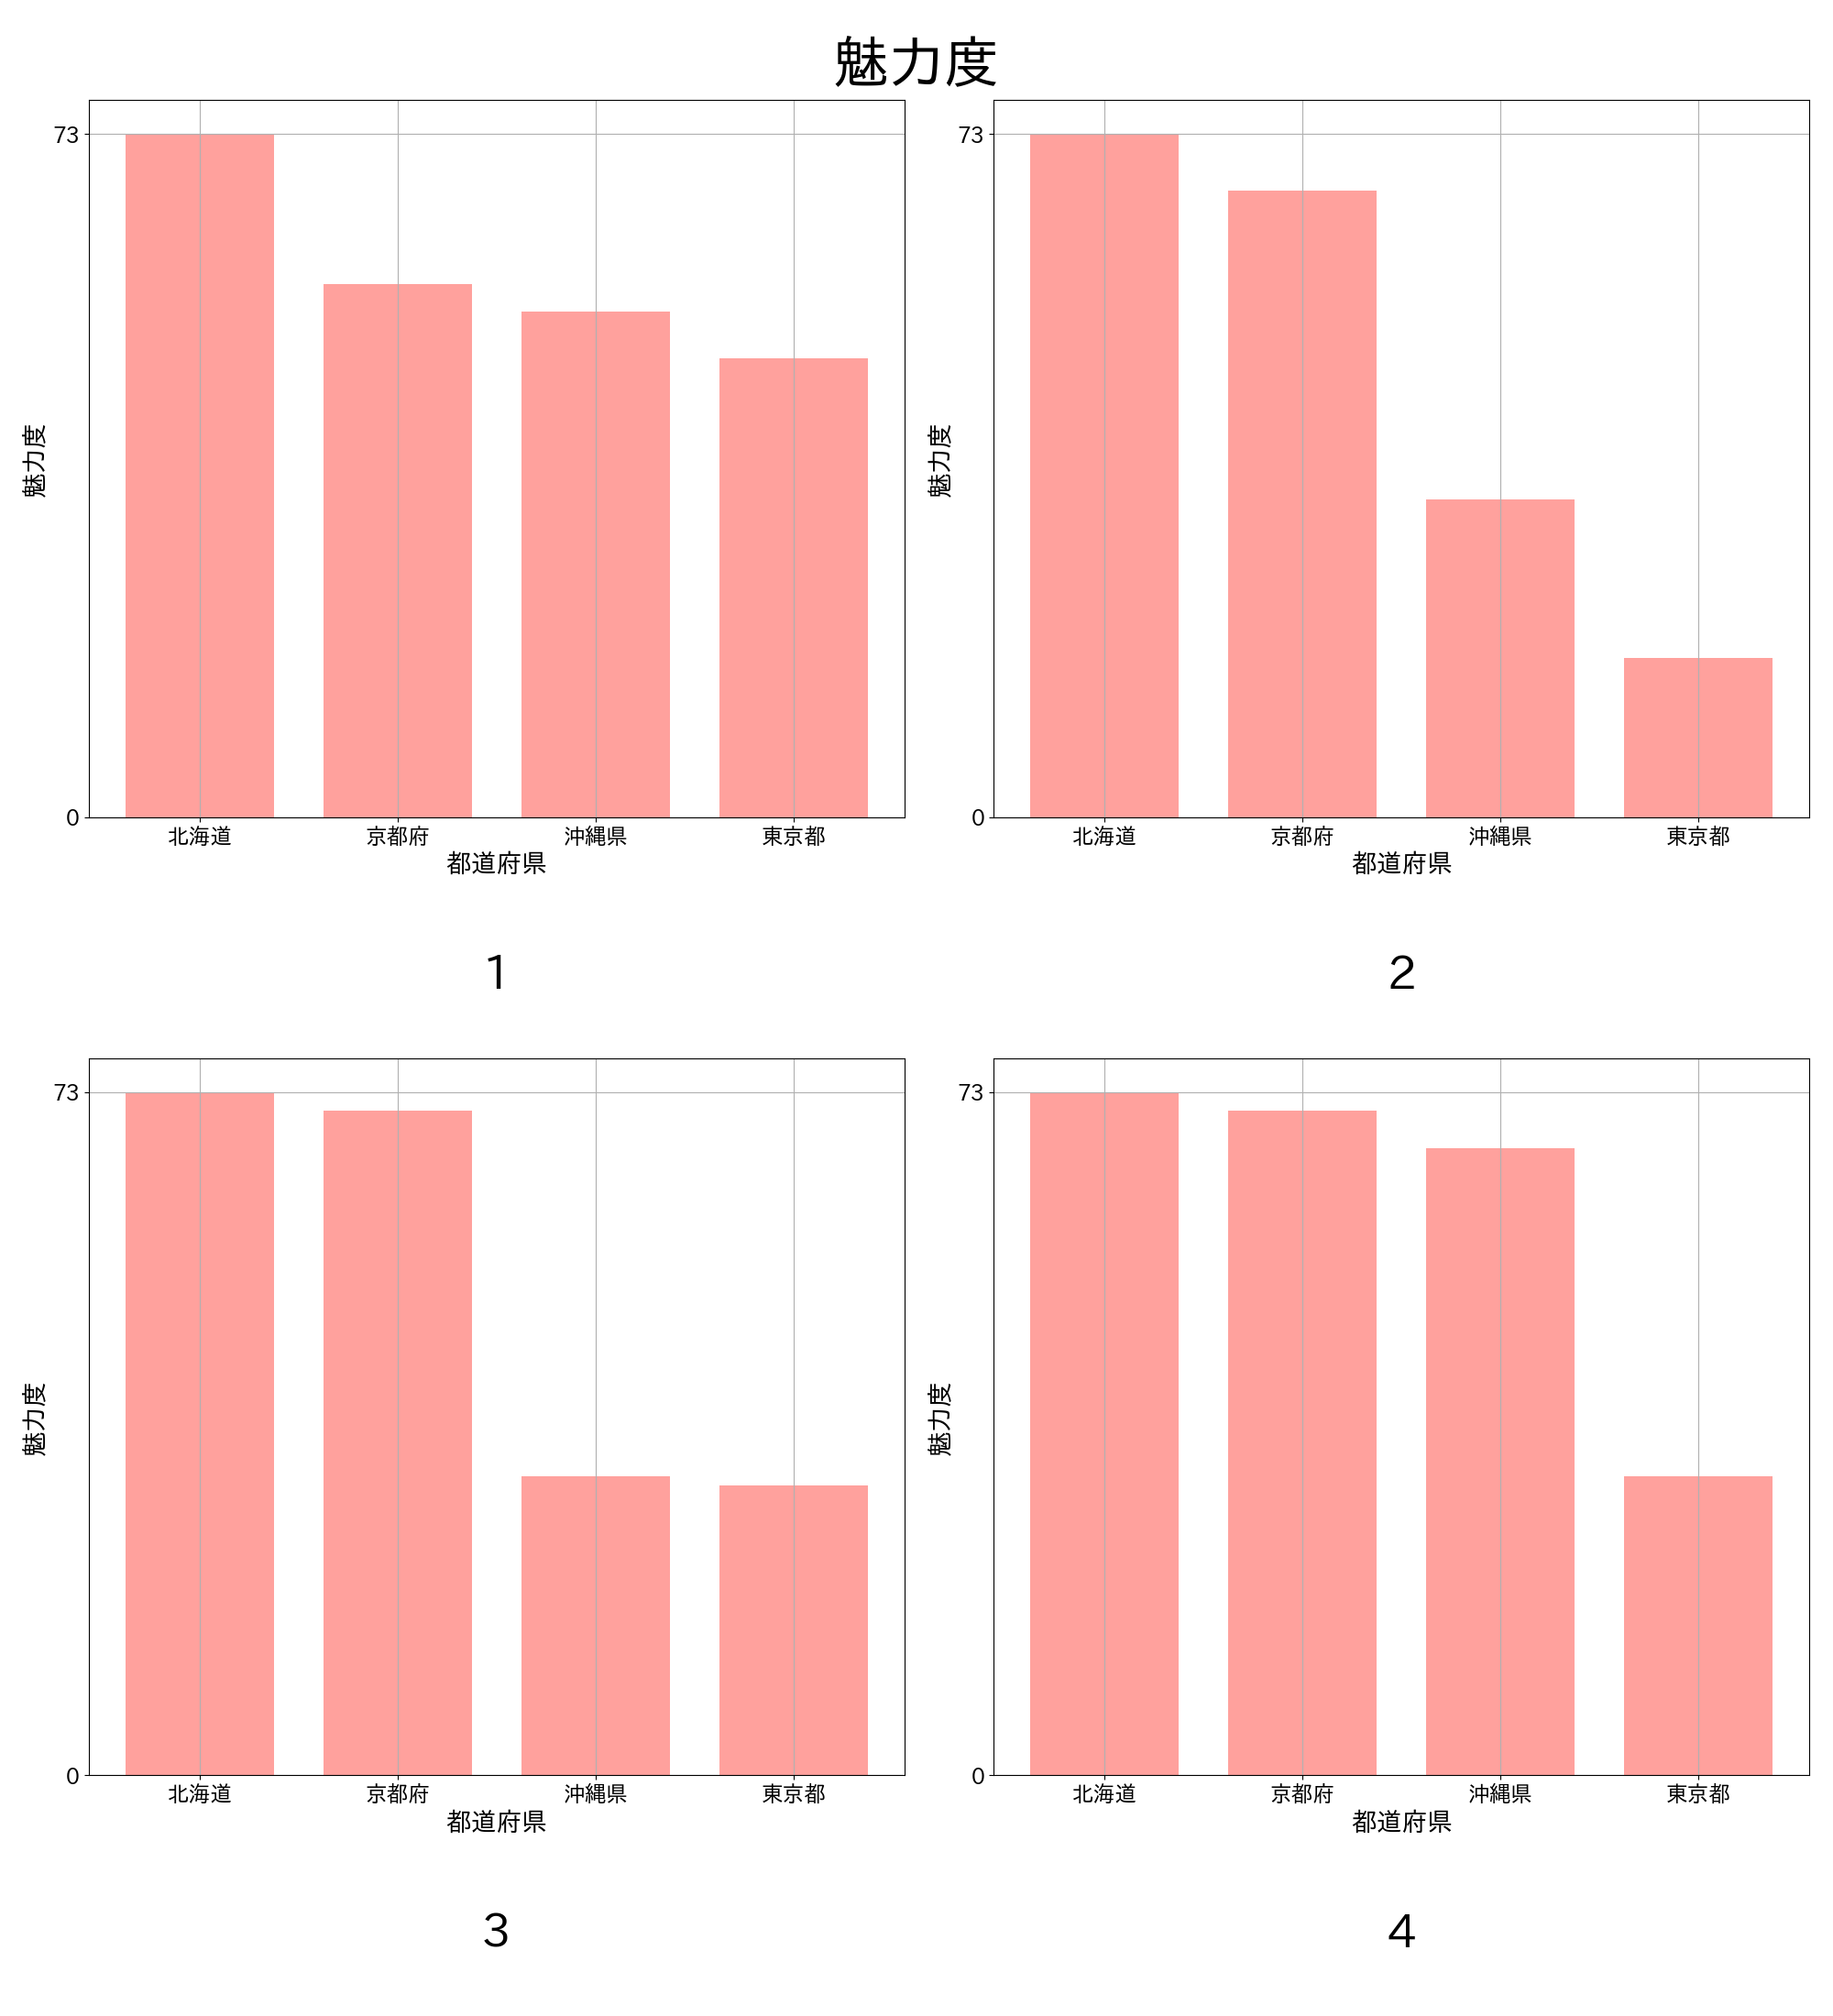 魅力度
73
0
魅力度
北海道 京都府 沖縄県 東京都
都道府県
1
73
0
魅力度
北海道 京都府 沖縄県 東京都
都道府県
2
73
0
魅力度
北海道 京都府 沖縄県 東京都
都道府県
3
73
0
魅力度
北海道 京都府 沖縄県 東京都
都道府県
4